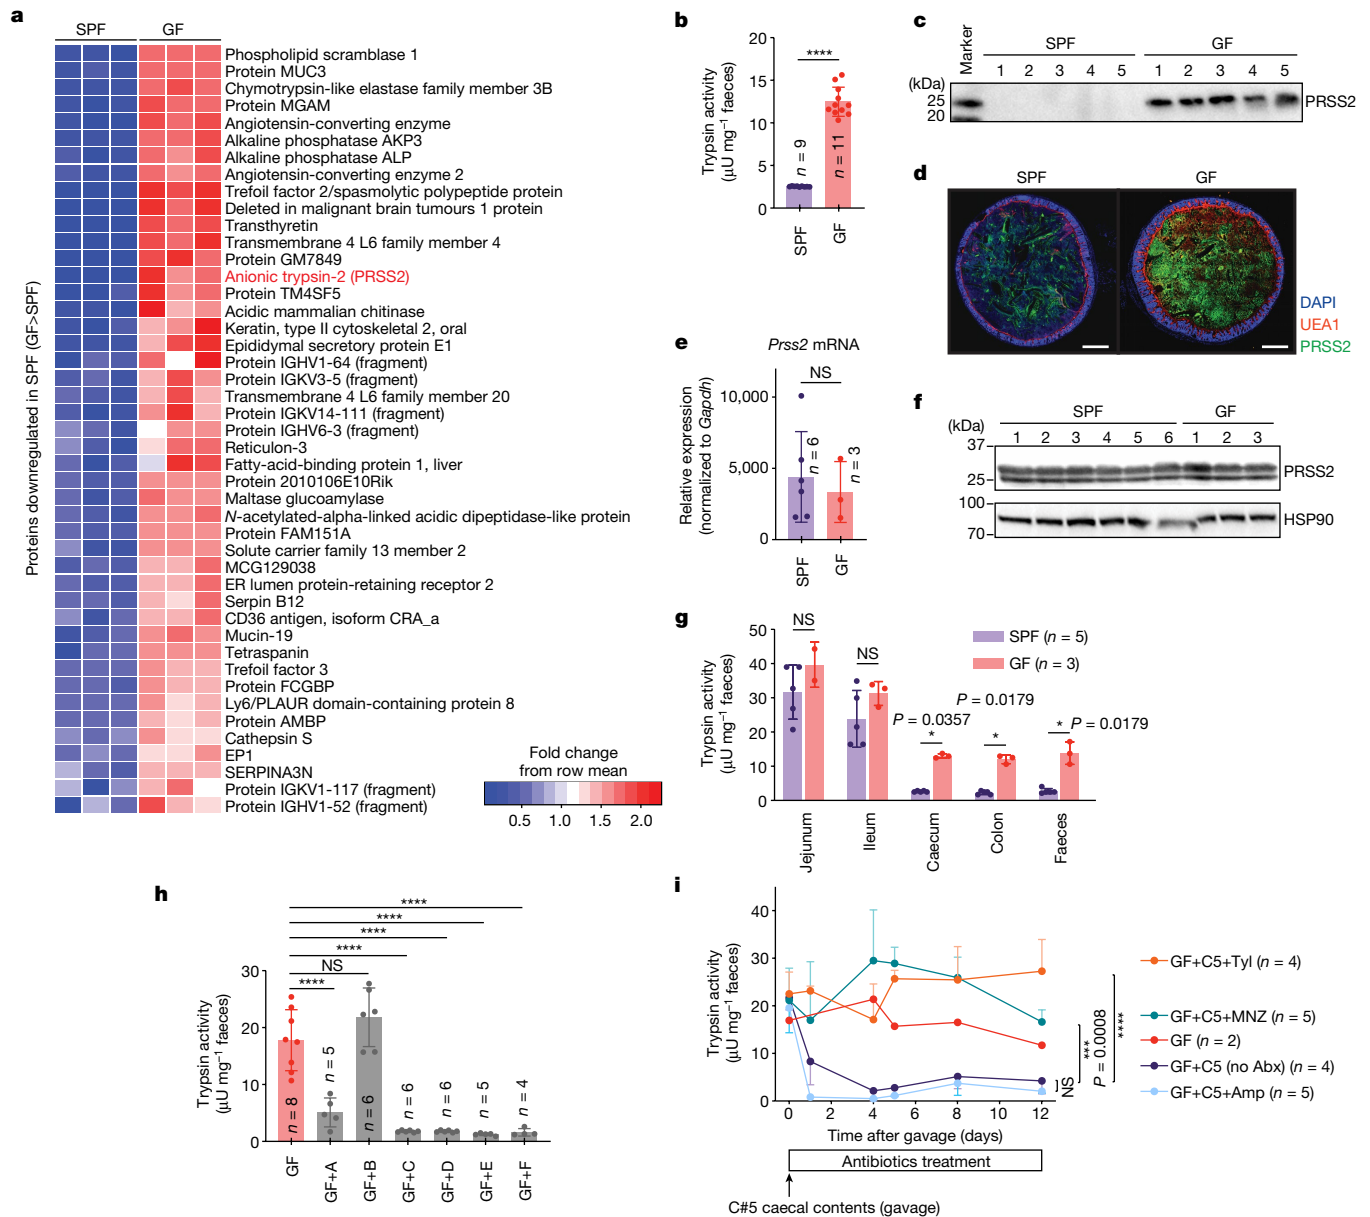 a
SPF GF
Proteins downregulated in SPF (GF>SPF)
Phospholipid scramblase 1
Protein MUC3
Chymotrypsin-like elastase family member 3B
Protein MGAM
Angiotensin-converting enzyme
Alkaline phosphatase AKP3
Alkaline phosphatase ALP
Angiotensin-converting enzyme 2
Trefoil factor 2/spasmolytic polypeptide protein
Deleted in malignant brain tumours 1 protein
Transthyretin
Transmembrane 4 L6 family member 4
Protein GM7849
Anionic trypsin-2 (PRSS2)
Protein TM4SF5
Acidic mammalian chitinase
Keratin, type II cytoskeletal 2, oral
Epididymal secretory protein E1
Protein IGHV1-64 (fragment)
Protein IGKV3-5 (fragment)
Transmembrane 4 L6 family member 20
Protein IGKV14-111 (fragment)
Protein IGHV6-3 (fragment)
Reticulon-3
Fatty-acid-binding protein 1, liver
Protein 2010106E10Rik
Maltase glucoamylase
N-acetylated-alpha-linked acidic dipeptidase-like protein
Protein FAM151A
Solute carrier family 13 member 2
MCG129038
ER lumen protein-retaining receptor 2
Serpin B12
CD36 antigen, isoform CRA_a
Mucin-19
Tetraspanin
Trefoil factor 3
Protein FCGBP
Ly6/PLAUR domain-containing protein 8
Protein AMBP
Cathepsin S
EP1
SERPINA3N
Protein IGKV1-117 (fragment)
Protein IGHV1-52 (fragment)
Fold change
from row mean
0.5 1.0 1.5 2.0
b
Trypsin activity
(μU mg⁻¹ faeces)
20
15
10
5
0
****
n = 9
n = 11
SPF GF
c
Marker
SPF GF
1 2 3 4 5 1 2 3 4 5
(kDa)
25
20
PRSS2
d
SPF GF
DAPI
UEA1
PRSS2
e
Prss2 mRNA
Relative expression
(normalized to Gapdh)
NS
10,000
5,000
0
n = 6
n = 3
SPF GF
f
SPF GF
(kDa)
1 2 3 4 5 6 1 2 3
37
25
PRSS2
100
70
HSP90
g
Trypsin activity
(μU mg⁻¹ faeces)
50
40
30
20
10
0
NS
NS
SPF (n = 5)
GF (n = 3)
P = 0.0357
*
P = 0.0179
*
* P = 0.0179
Jejunum Ileum Caecum Colon Faeces
h
****
****
****
****
NS
****
Trypsin activity
(μU mg⁻¹ faeces)
30
20
10
0
n = 8
n = 5
n = 6
n = 6
n = 6
n = 5
n = 4
GF GF+A GF+B GF+C GF+D GF+E GF+F
i
Trypsin activity
(μU mg⁻¹ faeces)
40
30
20
10
0
0 2 4 6 8 10 12
Time after gavage (days)
Antibiotics treatment
C#5 caecal contents (gavage)
GF+C5+Tyl (n = 4)
GF+C5+MNZ (n = 5)
GF (n = 2)
GF+C5 (no Abx) (n = 4)
GF+C5+Amp (n = 5)
NS
***
P = 0.0008
****